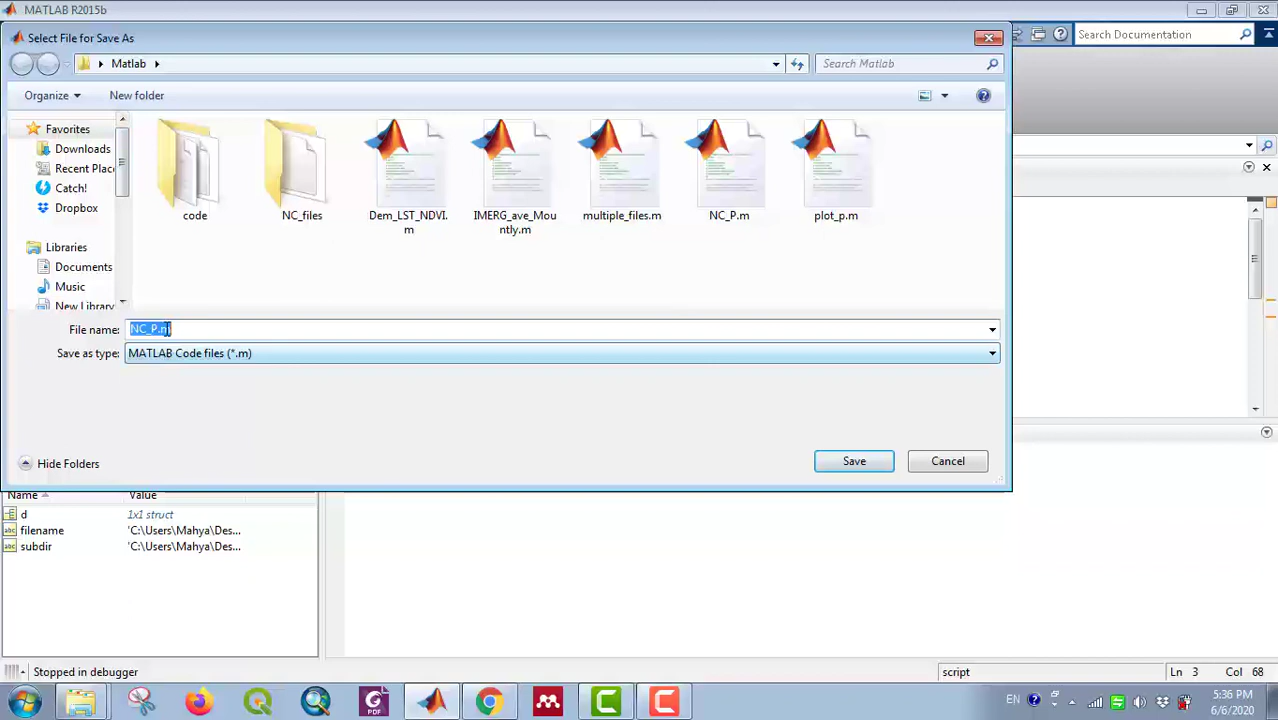 MATLAB R2015b
Select File for Save As
Search Documentation
Matlab
Search Matlab
Organize
New folder
Favorites
Downloads
Recent Plac
Catch!
Dropbox
Libraries
Documents
Music
New Library
code
NC_files
Dem_LST_NDVI.
m
IMERG_ave_Mou
ntly.m
multiple_files.m
NC_P.m
plot_p.m
File name:
NC_P.m
Save as type:
MATLAB Code files (*.m)
Hide Folders
Save
Cancel
Name
Value
d
1x1 struct
filename
'C:\Users\Mahya\Des...
subdir
'C:\Users\Mahya\Des...
Stopped in debugger
script
Ln 3
Col 68
PDF
EN
5:36 PM
6/6/2020